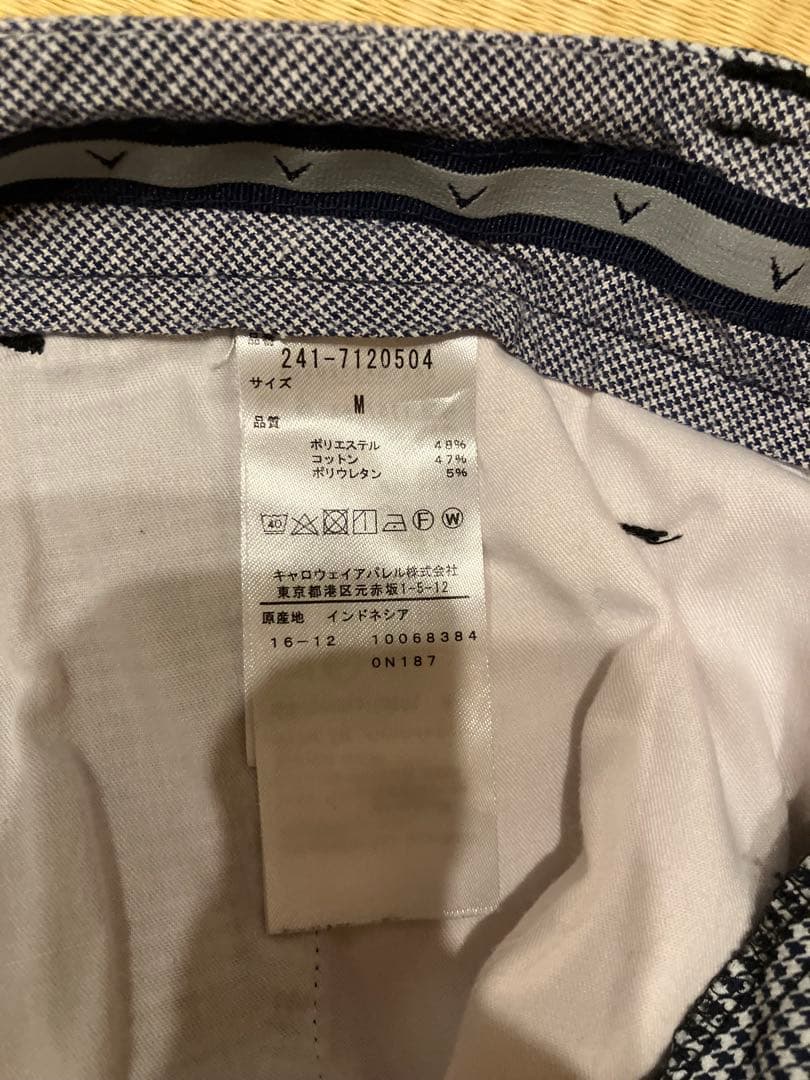 品番
241-7120504
サイズ
M
品質
ポリエステル 48%
コットン 47%
ポリウレタン 5%
40 F W
キャロウェイアパレル株式会社
東京都港区元赤坂1-5-12
原産地 インドネシア
16-12 10068384
0N187